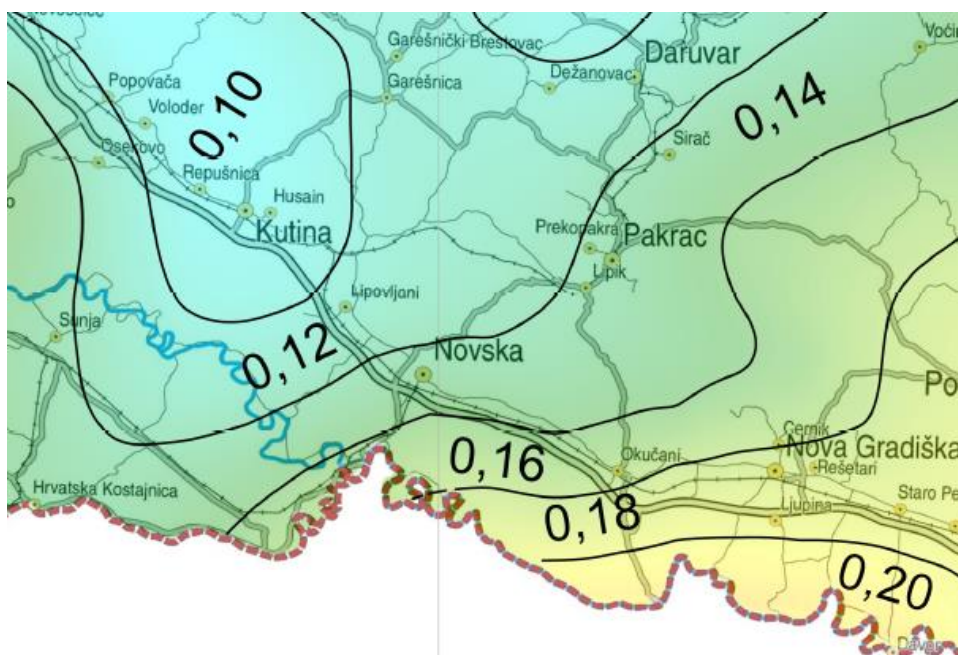 Popovača
Voloder
Osekovo
Repušnica
Husain
Kutina
0,10
Garešnički Brestovac
Garešnica
Dežanovac
Daruvar
Voćin
Sirač
0,14
Prekopakra
Pakrac
Lipik
Lipovljani
Sunja
0,12
Novska
Hrvatska Kostajnica
0,16
Okučani
Cernik
Nova Gradiška
Rešetari
Ljupina
Staro Pe
Po
0,18
0,20
Davor